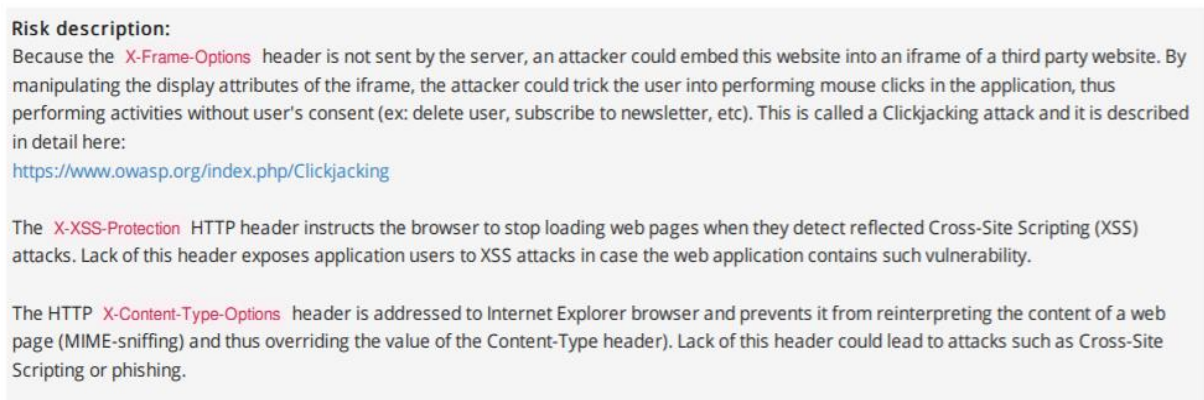 Risk description:
Because the X-Frame-Options header is not sent by the server, an attacker could embed this website into an iframe of a third party website. By
manipulating the display attributes of the iframe, the attacker could trick the user into performing mouse clicks in the application, thus
performing activities without user's consent (ex: delete user, subscribe to newsletter, etc). This is called a Clickjacking attack and it is described
in detail here:
https://www.owasp.org/index.php/Clickjacking
The X-XSS-Protection HTTP header instructs the browser to stop loading web pages when they detect reflected Cross-Site Scripting (XSS)
attacks. Lack of this header exposes application users to XSS attacks in case the web application contains such vulnerability.
The HTTP X-Content-Type-Options header is addressed to Internet Explorer browser and prevents it from reinterpreting the content of a web
page (MIME-sniffing) and thus overriding the value of the Content-Type header). Lack of this header could lead to attacks such as Cross-Site
Scripting or phishing.